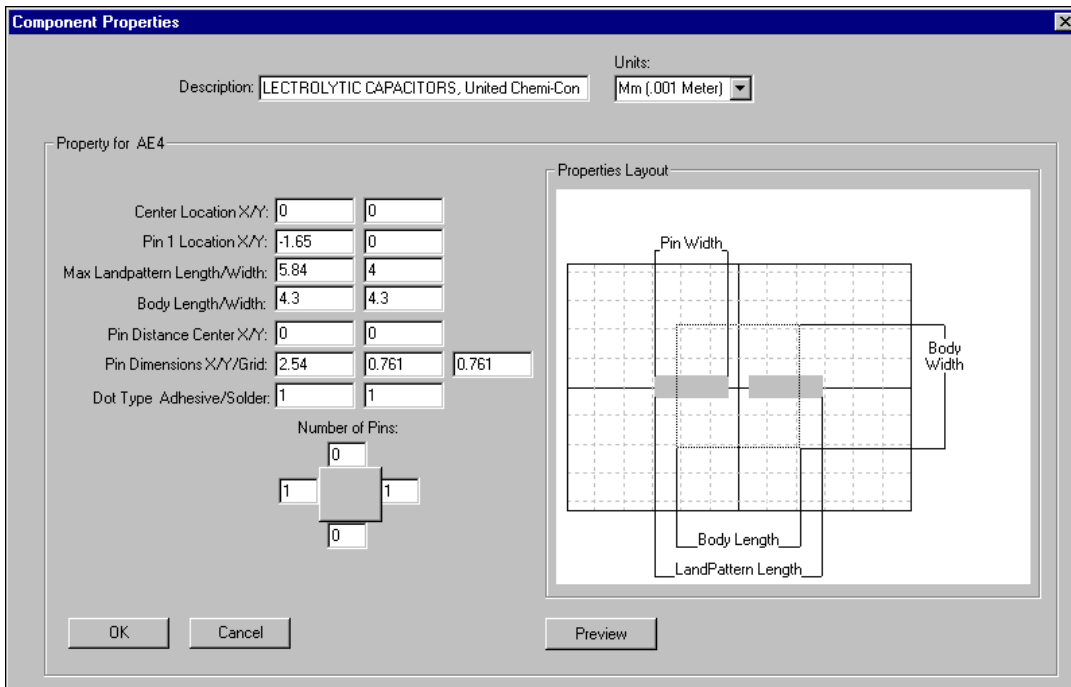 Component Properties
Units:
Description: LECTROLYTIC CAPACITORS, United Chemi-Con Mm (.001 Meter)
Property for AE4
Properties Layout
Center Location X/Y: 0 0
Pin 1 Location X/Y: -1.65 0
Max Landpattern Length/Width: 5.84 4
Body Length/Width: 4.3 4.3
Pin Distance Center X/Y: 0 0
Pin Dimensions X/Y/Grid: 2.54 0.761 0.761
Dot Type Adhesive/Solder: 1 1
Number of Pins:
0
1 1
0
Pin Width
Body
Width
Body Length
LandPattern Length
OK Cancel Preview